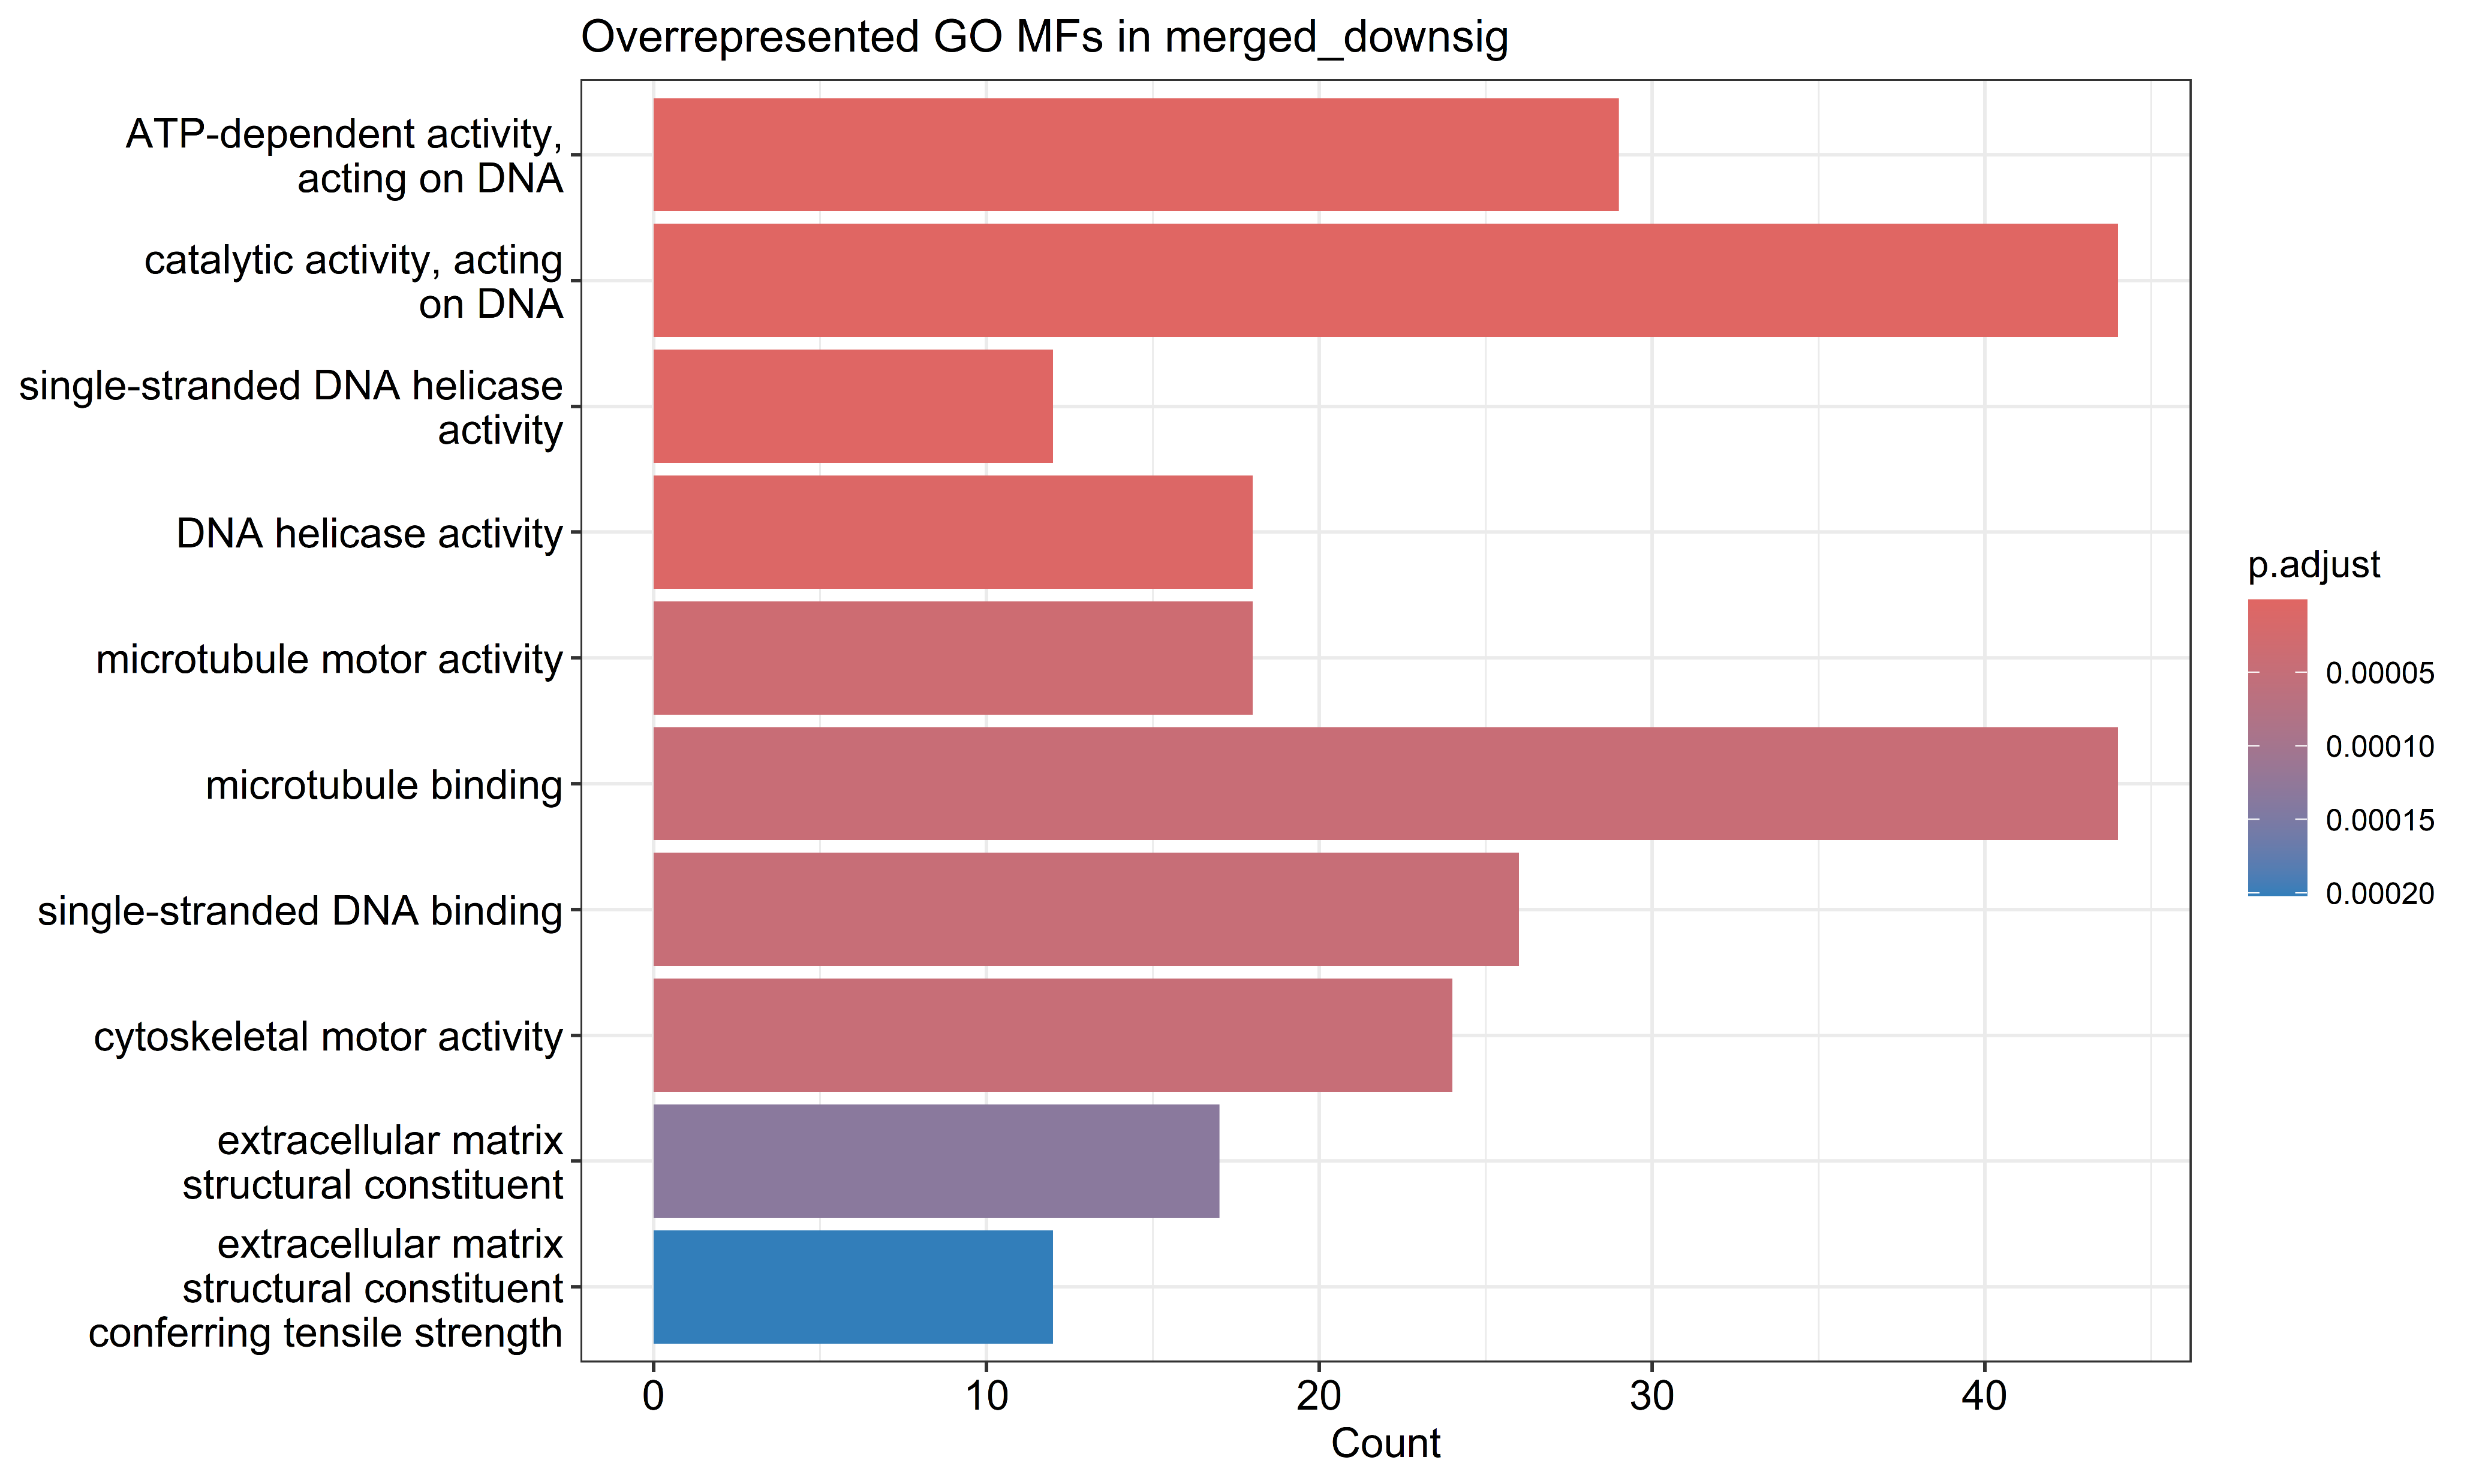 Overrepresented GO MFs in merged_downsig
ATP-dependent activity,
acting on DNA
catalytic activity, acting
on DNA
single-stranded DNA helicase
activity
DNA helicase activity
microtubule motor activity
microtubule binding
single-stranded DNA binding
cytoskeletal motor activity
extracellular matrix
structural constituent
extracellular matrix
structural constituent
conferring tensile strength
0 10 20 30 40
Count
p.adjust
0.00005
0.00010
0.00015
0.00020